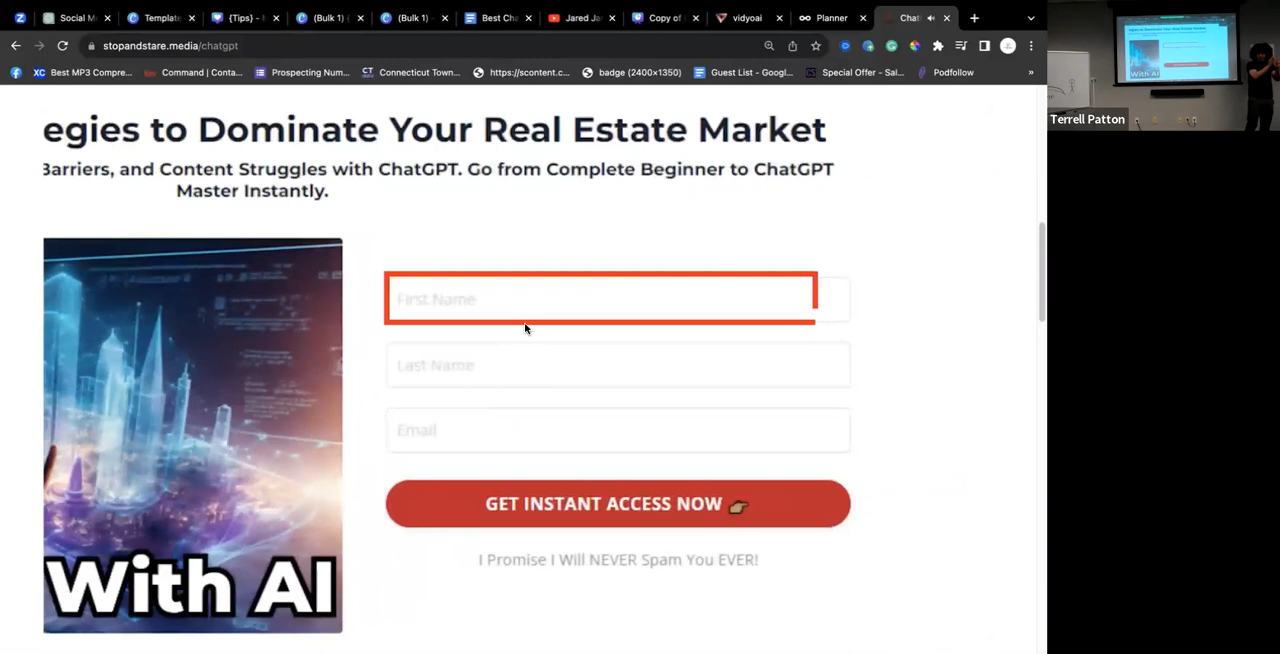 Social M
Template
{Tips} -
(Bulk 1) {
(Bulk 1) -
Best Ch
Jared Ja
Copy of
vidyoai
Planner
Chat
stopandstare.media/chatgpt
Best MP3 Compre...
Command | Conta...
Prospecting Num...
Connecticut Town...
https://scontent.c...
badge (2400×1350)
Guest List - Googl...
Special Offer - Sal...
Podfollow
»
egies to Dominate Your Real Estate Market
Barriers, and Content Struggles with ChatGPT. Go from Complete Beginner to ChatGPT
Master Instantly.
First Name
Last Name
Email
GET INSTANT ACCESS NOW 👉🏽
I Promise I Will NEVER Spam You EVER!
With AI
Terrell Patton